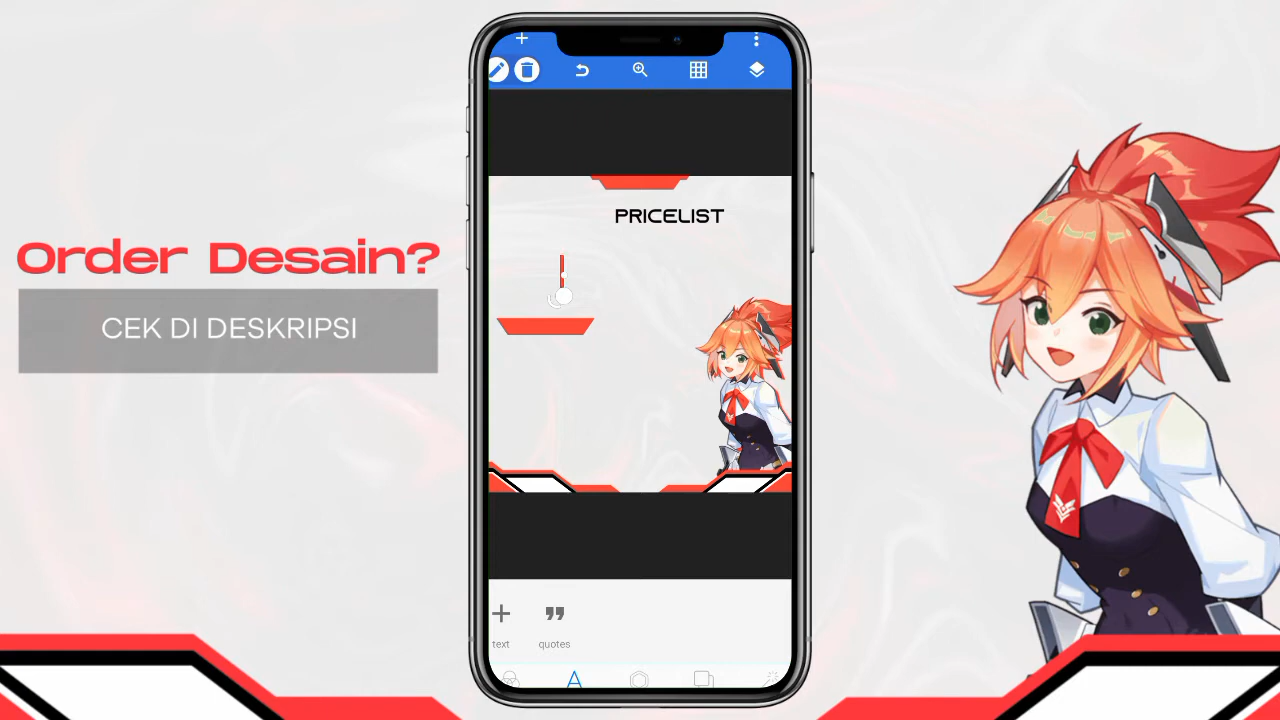 Order Desain?
CEK DI DESKRIPSI
PRICELIST
text
quotes